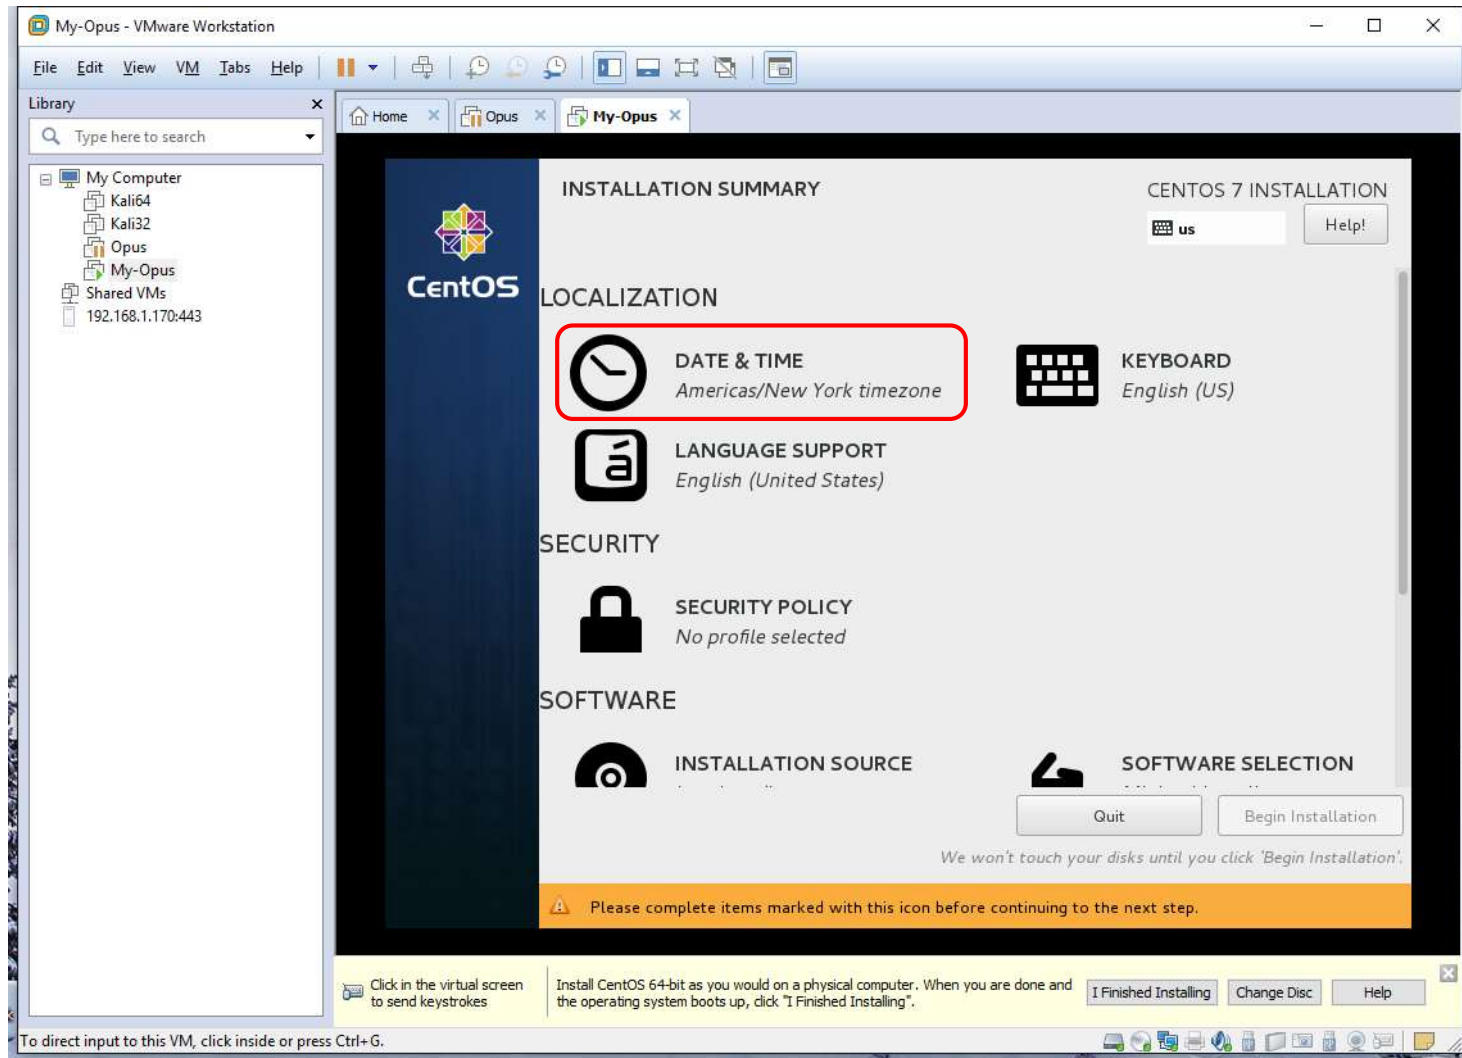 My-Opus - VMware Workstation
File Edit View VM Tabs Help
Library
Type here to search
My Computer
Kali64
Kali32
Opus
My-Opus
Shared VMs
192.168.1.170:443
Home Opus My-Opus
CentOS
INSTALLATION SUMMARY
CENTOS 7 INSTALLATION
us
Help!
LOCALIZATION
DATE & TIME
Americas/New York timezone
KEYBOARD
English (US)
á
LANGUAGE SUPPORT
English (United States)
SECURITY
SECURITY POLICY
No profile selected
SOFTWARE
INSTALLATION SOURCE
SOFTWARE SELECTION
Quit
Begin Installation
We won't touch your disks until you click 'Begin Installation'.
Please complete items marked with this icon before continuing to the next step.
Click in the virtual screen
to send keystrokes
Install CentOS 64-bit as you would on a physical computer. When you are done and
the operating system boots up, click "I Finished Installing".
I Finished Installing
Change Disc
Help
To direct input to this VM, click inside or press Ctrl+G.